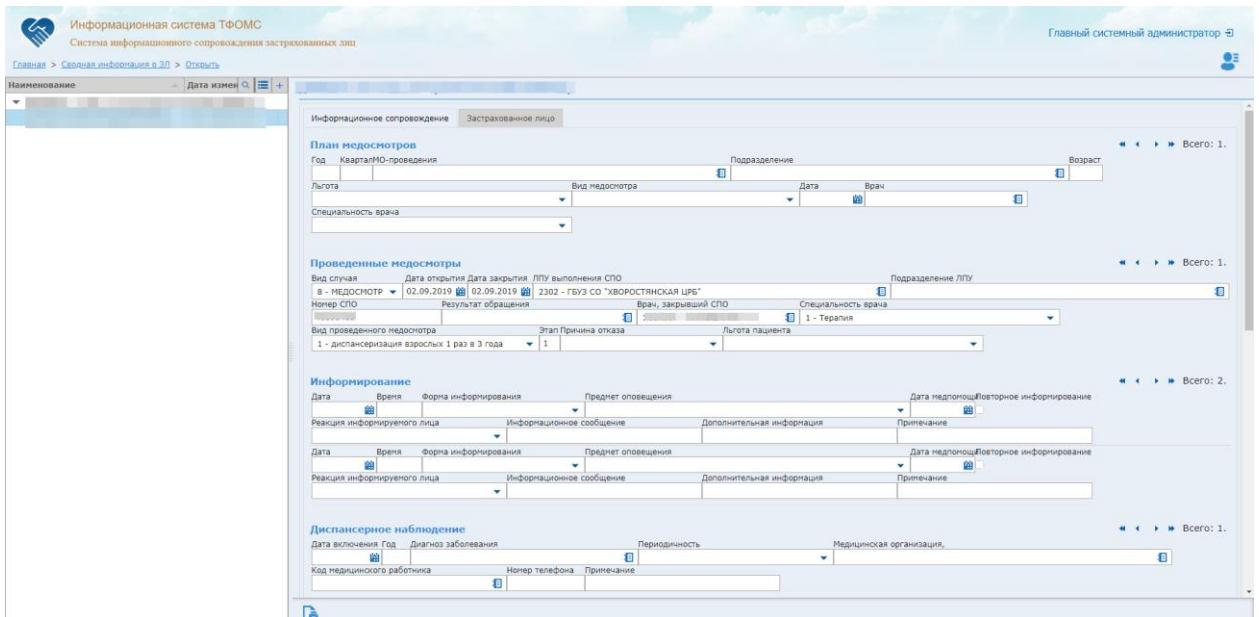 Информационная система ТФОМС
Система информационного сопровождения застрахованных лиц
Главный системный администратор
Главная > Сводная информация о ЗЛ > Открыть
Наименование Дата измен
Информационное сопровождение Застрахованное лицо
План медосмотров Всего: 1.
Год Квартал МО-проведения Подразделение Возраст
Льгота Вид медосмотра Дата Врач
Специальность врача
Проведенные медосмотры Всего: 1.
Вид случая Дата открытия Дата закрытия ЛПУ выполнения СПО Подразделение ЛПУ
8 - МЕДОСМОТР 02.09.2019 02.09.2019 2302 - ГБУЗ СО "ХВОРОСТЯНСКАЯ ЦРБ"
Номер СПО Результат обращения Врач, закрывший СПО Специальность врача
1 - Терапия
Вид проведенного медосмотра Этап Причина отказа Льгота пациента
1 - диспансеризация взрослых 1 раз в 3 года 1
Информирование Всего: 2.
Дата Время Форма информирования Предмет оповещения Дата медпомощи Повторное информирование
Реакция информируемого лица Информационное сообщение Дополнительная информация Примечание
Дата Время Форма информирования Предмет оповещения Дата медпомощи Повторное информирование
Реакция информируемого лица Информационное сообщение Дополнительная информация Примечание
Диспансерное наблюдение Всего: 1.
Дата включения Год Диагноз заболевания Периодичность Медицинская организация,
Код медицинского работника Номер телефона Примечание